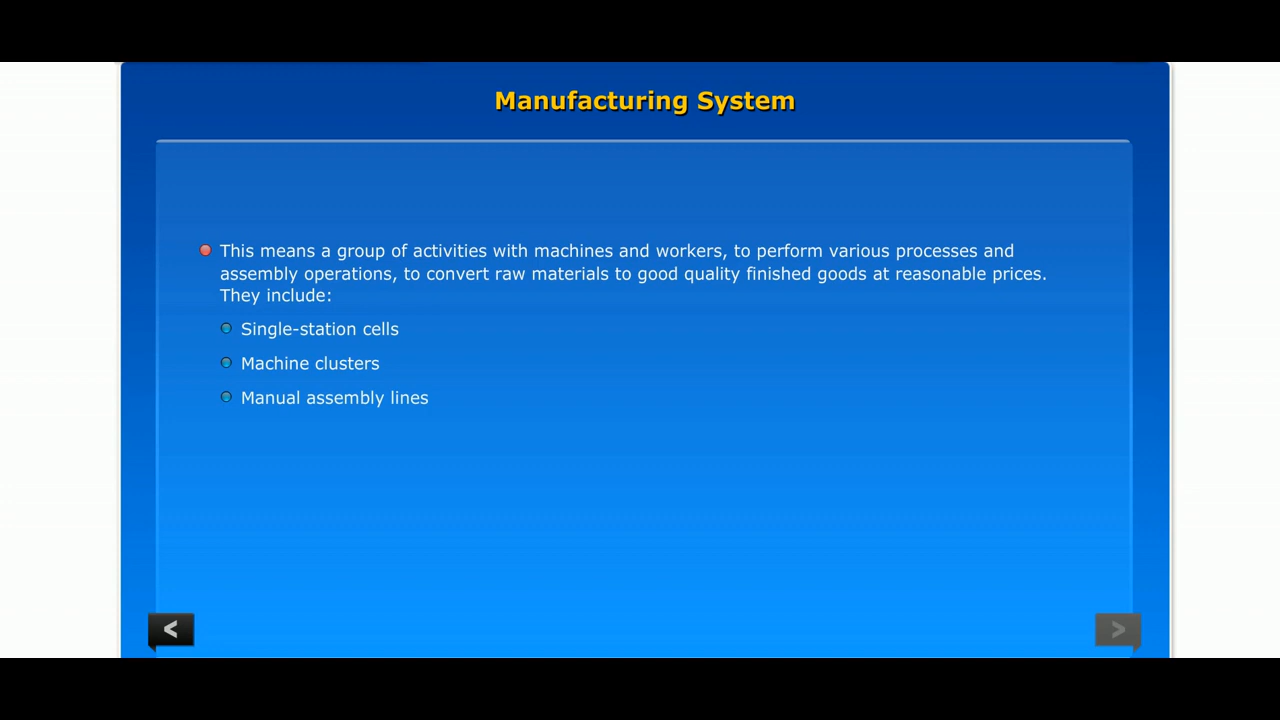 Manufacturing System
This means a group of activities with machines and workers, to perform various processes and
assembly operations, to convert raw materials to good quality finished goods at reasonable prices.
They include:
Single-station cells
Machine clusters
Manual assembly lines
<
>